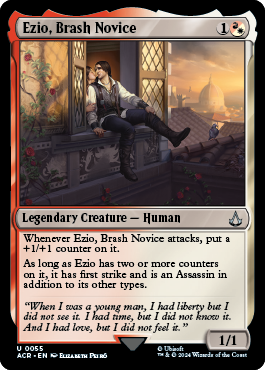 Ezio, Brash Novice 1
Legendary Creature — Human
Whenever Ezio, Brash Novice attacks, put a
+1/+1 counter on it.
As long as Ezio has two or more counters
on it, it has first strike and is an Assassin in
addition to its other types.
“When I was a young man, I had liberty but I
did not see it. I had time, but I did not know it.
And I had love, but I did not feel it.”
1/1
U 0055
ACR • EN Elizabeth Peiró
© Ubisoft
™ & © 2024 Wizards of the Coast